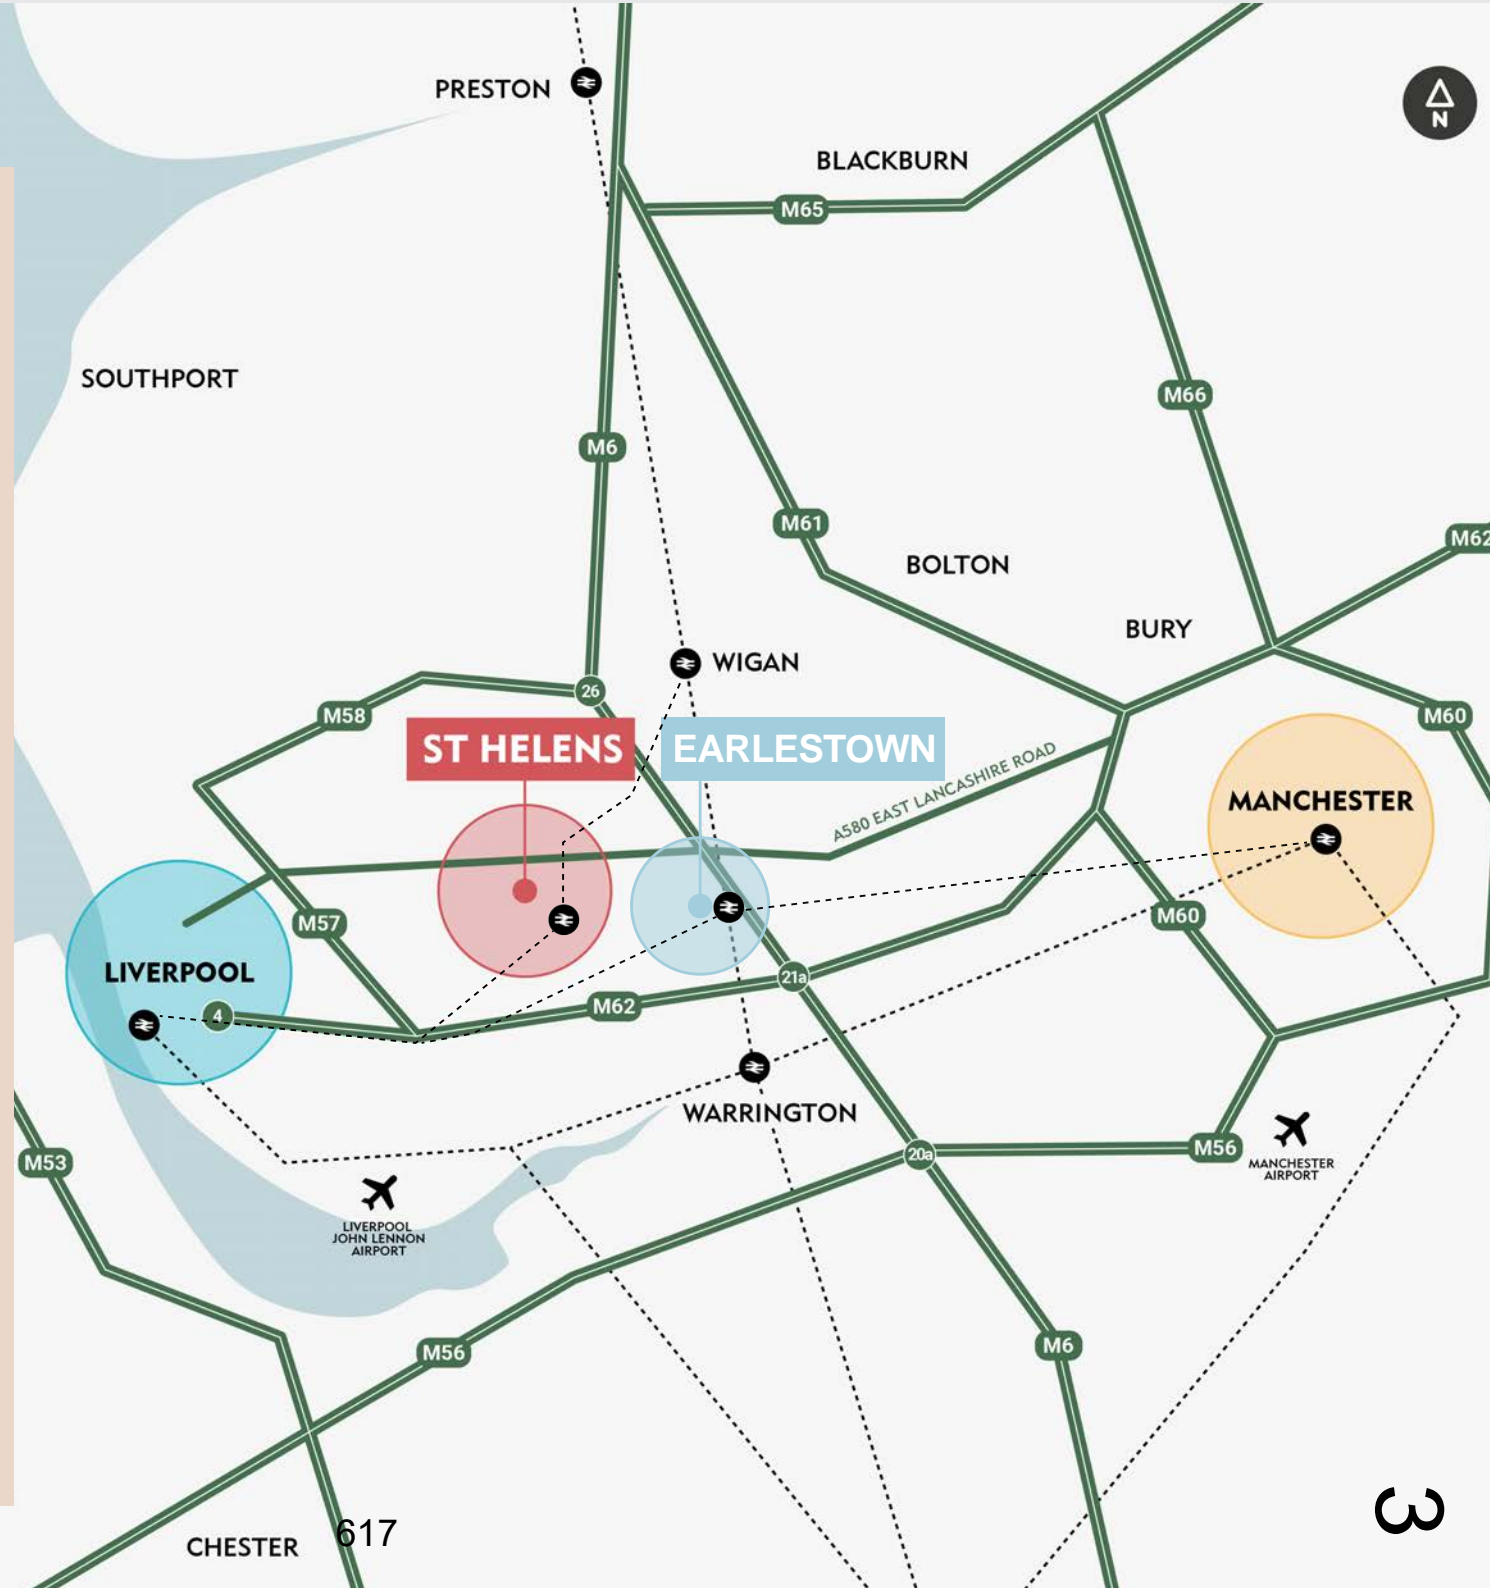 PRESTON
N
BLACKBURN
M65
SOUTHPORT
M66
M6
M61
M62
BOLTON
BURY
WIGAN
26
M58
M60
ST HELENS
EARLESTOWN
A580 EAST LANCASHIRE ROAD
MANCHESTER
M57
M60
LIVERPOOL
21a
4
M62
WARRINGTON
M53
20a
M56
MANCHESTER
AIRPORT
LIVERPOOL
JOHN LENNON
AIRPORT
M56
M6
3
617
CHESTER